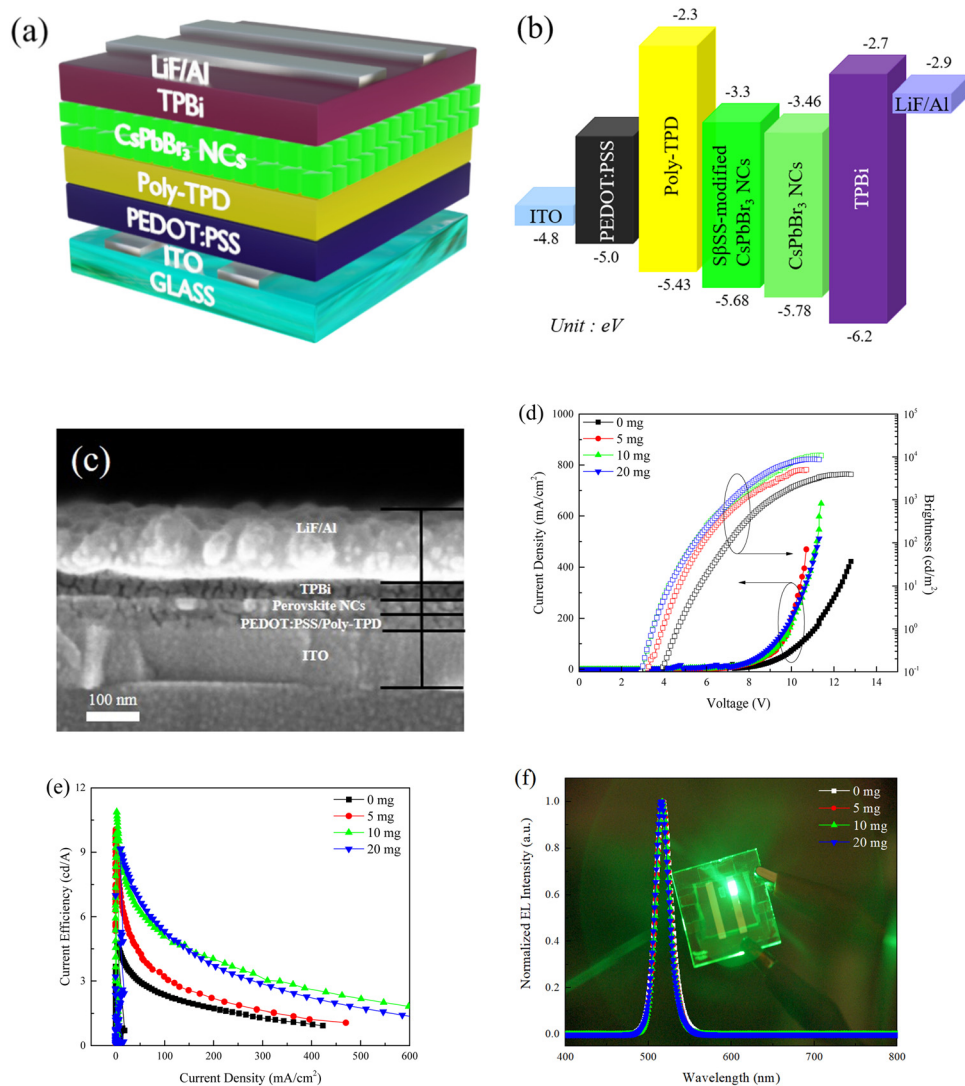 (a)
LiF/Al
TPBi
CsPbBr₃ NCs
Poly-TPD
PEDOT:PSS
ITO
GLASS
(b)
-2.3
-2.7
-2.9
-3.3
-3.46
LiF/Al
ITO
PEDOT:PSS
Poly-TPD
SβSS-modified
CsPbBr₃ NCs
CsPbBr₃ NCs
TPBi
-4.8
-5.0
-5.43
-5.68
-5.78
-6.2
Unit : eV
(c)
LiF/Al
TPBi
Perovskite NCs
PEDOT:PSS/Poly-TPD
ITO
100 nm
(d)
0 mg
5 mg
10 mg
20 mg
Current Density (mA/cm²)
1000
800
600
400
200
0
Brightness (cd/m²)
10⁵
10⁴
10³
10²
10¹
10⁰
10⁻¹
0 2 4 6 8 10 12 14
Voltage (V)
(e)
0 mg
5 mg
10 mg
20 mg
Current Efficiency (cd/A)
12
9
6
3
0
0 100 200 300 400 500 600
Current Density (mA/cm²)
(f)
0 mg
5 mg
10 mg
20 mg
Normalized EL Intensity (a.u.)
1.0
0.8
0.6
0.4
0.2
0.0
400 500 600 700 800
Wavelength (nm)